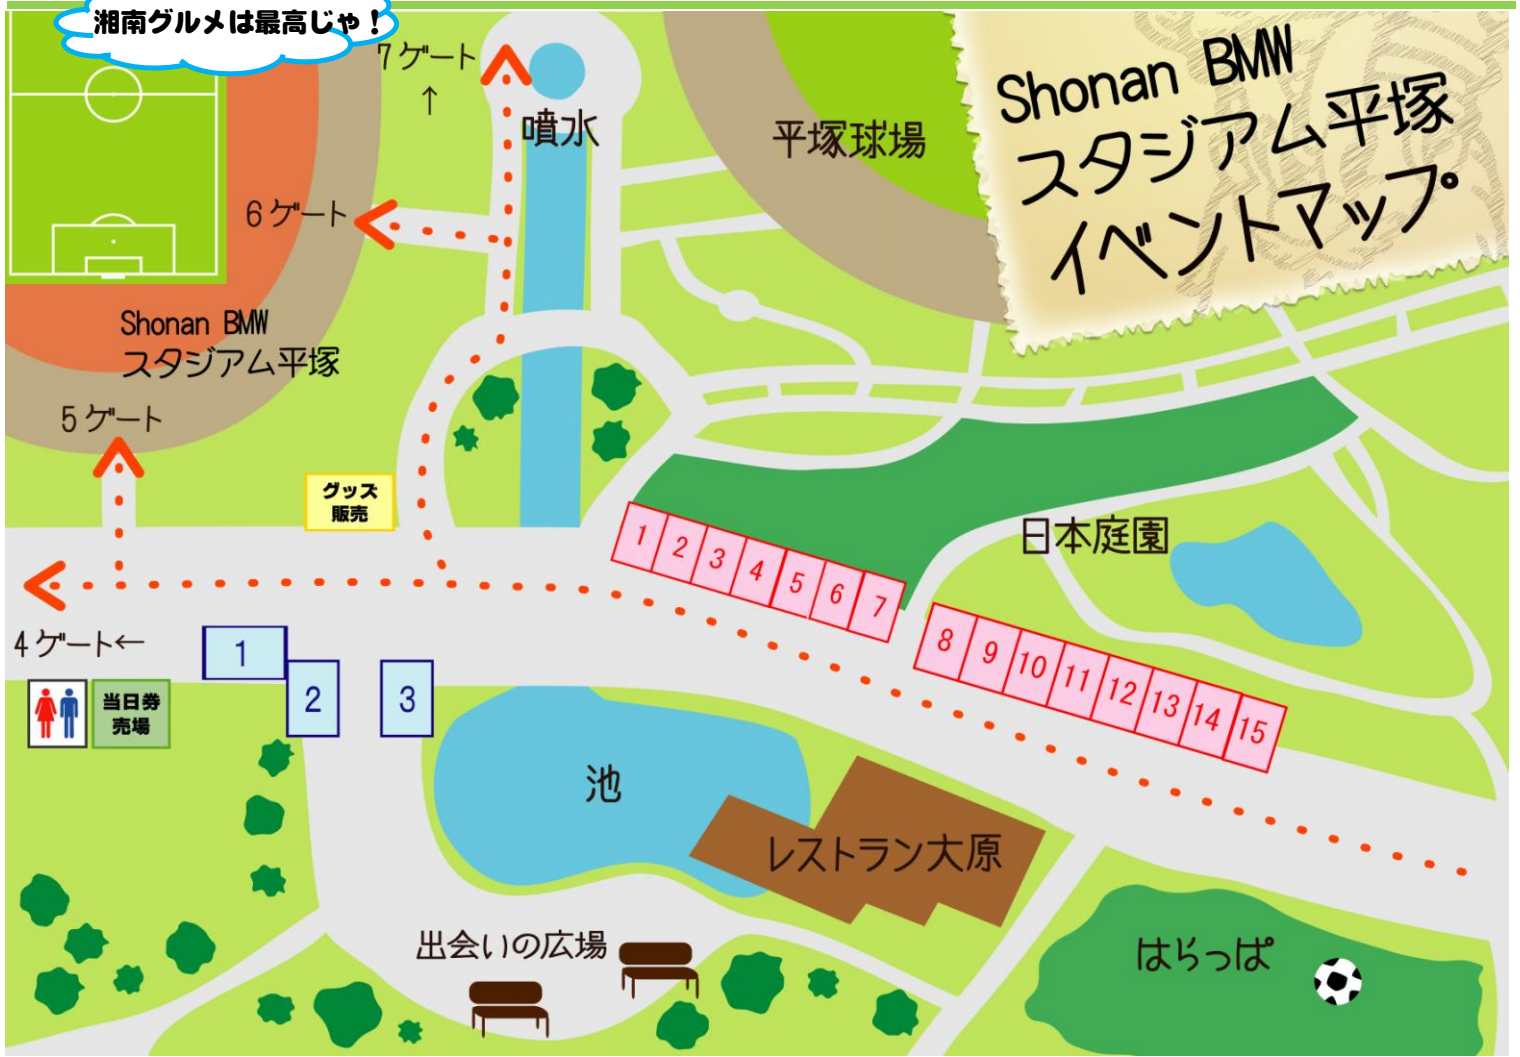 湘南グルメは最高じゃ！
Shonan BMW
スタジアム平塚
イベントマップ
7ゲート
↑
噴水
平塚球場
6ゲート
Shonan BMW
スタジアム平塚
5ゲート
グッズ
販売
1 2 3 4 5 6 7
日本庭園
8 9 10 11 12 13 14 15
4ゲート←
1
2
3
当日券
売場
池
レストラン大原
出会いの広場
はらっぱ